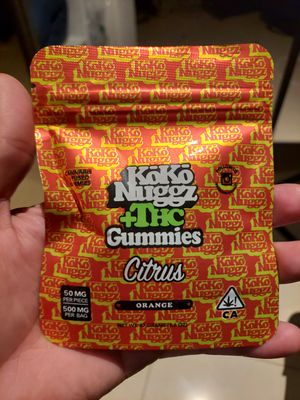 KOKO
NUGGZ
+THC
Gummies
Citrus
ORANGE
50 MG
PER PIECE
500 MG
PER BAG
CA